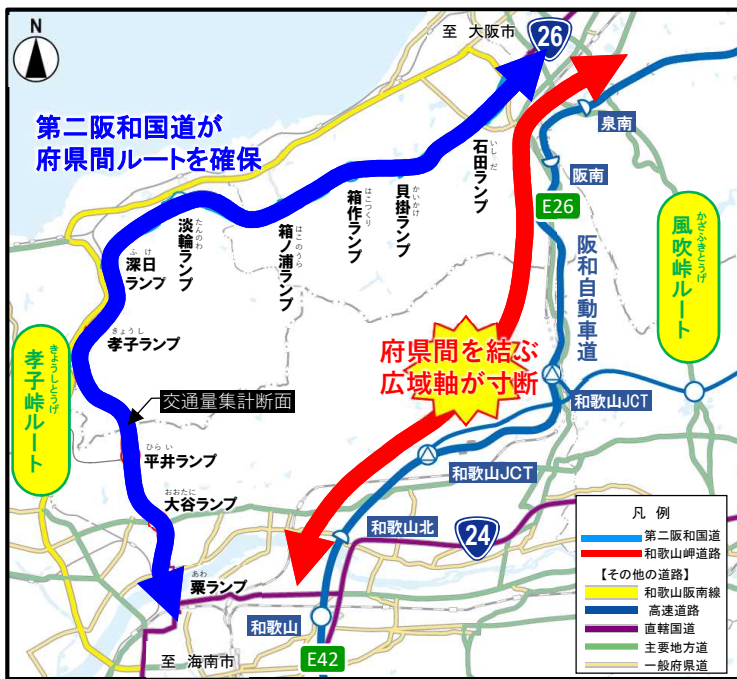 至 大阪市
26
N
第二阪和国道が
府県間ルートを確保
泉南
いしだ
石田ランプ
阪南
かいかけ
貝掛ランプ
はこつくり
箱作ランプ
はこのうら
箱ノ浦ランプ
たんのわ
淡輪ランプ
E26
かざふきとうげ
風吹峠ルート
阪和自動車道
ふけ
深日
ランプ
きょうし
孝子ランプ
きょうしとうげ
孝子峠ルート
府県間を結ぶ
広域軸が寸断
交通量集計断面
和歌山JCT
ひらい
平井ランプ
和歌山JCT
おおたに
大谷ランプ
和歌山北
24
あわ
粟ランプ
和歌山
至 海南市
E42
凡 例
第二阪和国道
和歌山岬道路
【その他の道路】
和歌山阪南線
高速道路
直轄国道
主要地方道
一般府県道